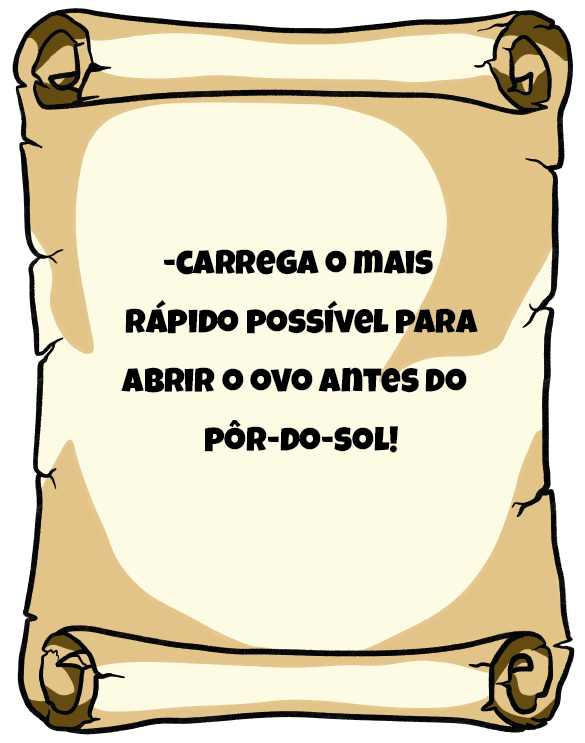 -CARREGA O MAIS
RÁPIDO POSSÍVEL PARA
ABRIR O OVO ANTES DO
PÔR-DO-SOL!